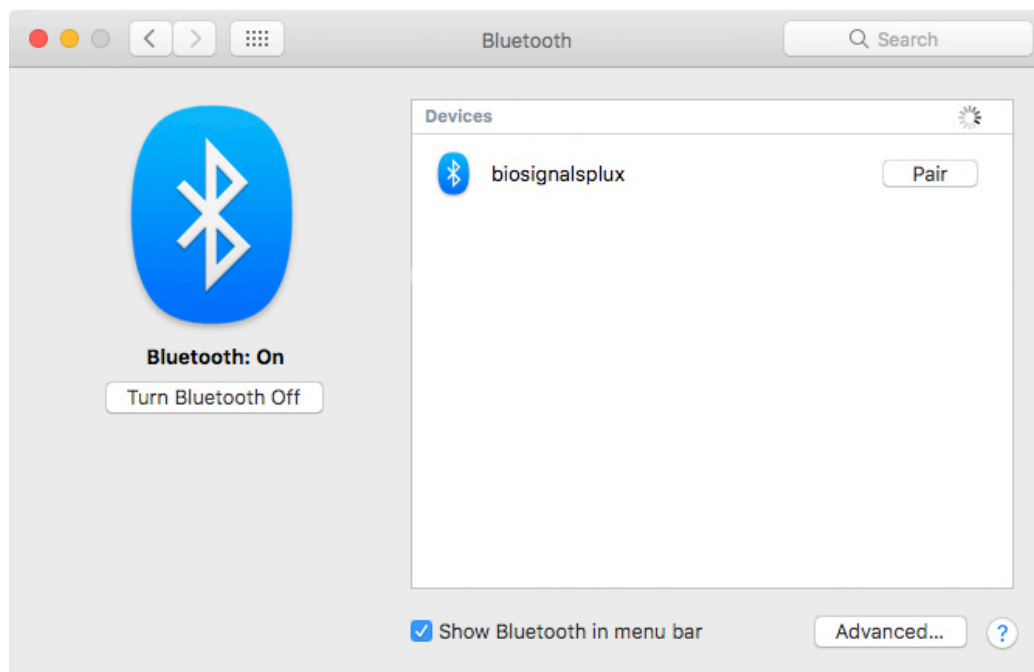 Bluetooth
Search
Devices
biosignalsplux
Pair
Bluetooth: On
Turn Bluetooth Off
Show Bluetooth in menu bar
Advanced...
?